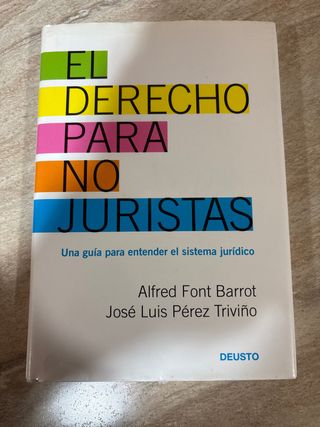 EL
DERECHO
PARA
NO
JURISTAS
Una guía para entender el sistema jurídico
Alfred Font Barrot
José Luis Pérez Triviño
DEUSTO